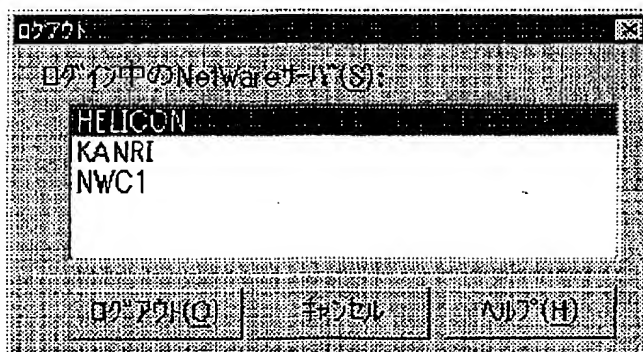 ログアウト
ログイン中のNetWareサーバ(S):
HELICON
KANRI
NWC1
ログアウト(O) キャンセル ヘルプ(H)